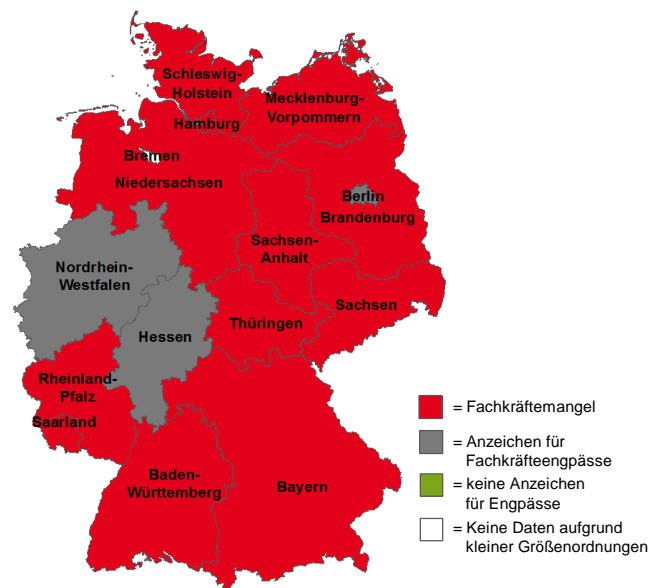 Schleswig-
Holstein
Mecklenburg-
Vorpommern
Hamburg
Bremen
Niedersachsen
Berlin
Brandenburg
Sachsen-
Anhalt
Nordrhein-
Westfalen
Sachsen
Thüringen
Hessen
Rheinland-
Pfalz
Saarland
Baden-
Württemberg
Bayern
= Fachkräftemangel
= Anzeichen für
Fachkräfteengpässe
= keine Anzeichen
für Engpässe
= Keine Daten aufgrund
kleiner Größenordnungen